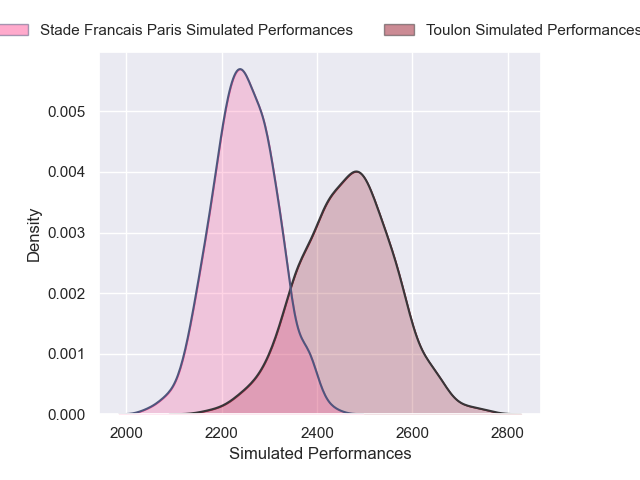 Stade Francais Paris Simulated Performances Toulon Simulated Performances
0.005
0.004
0.003
0.002
0.001
0.000
Density
2000 2200 2400 2600 2800
Simulated Performances